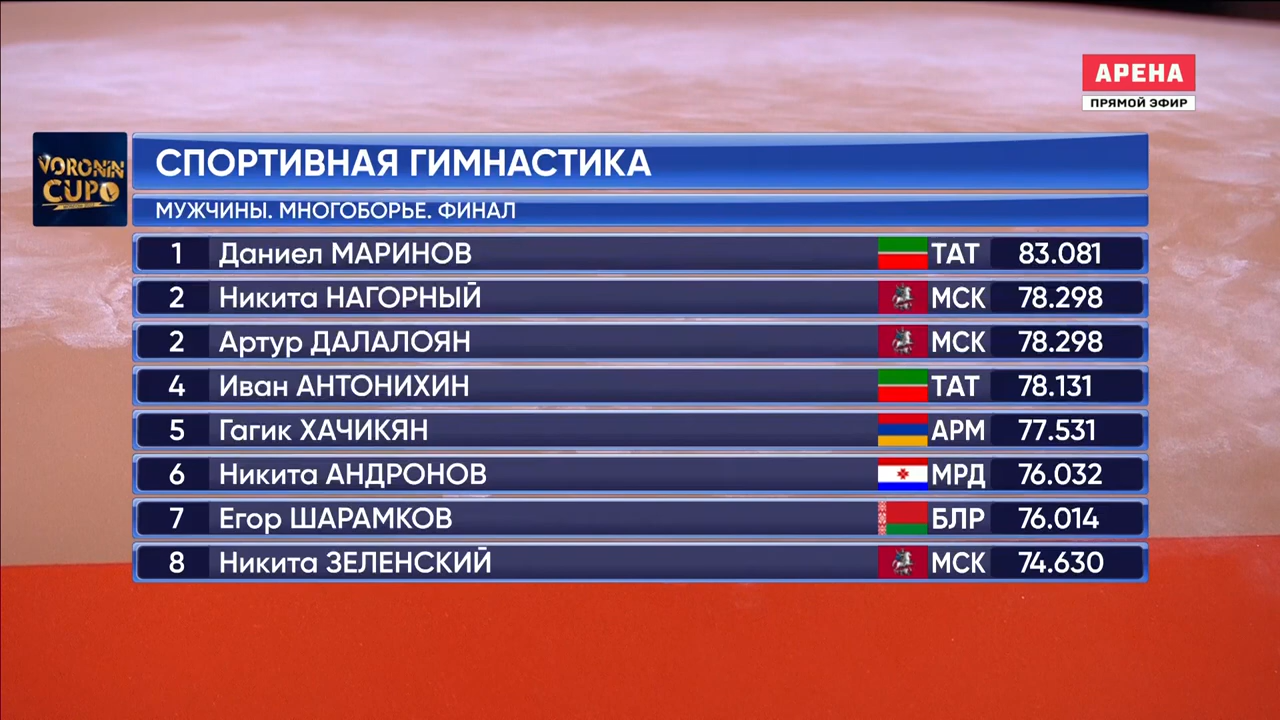 АРЕНА
ПРЯМОЙ ЭФИР
VORONIN
CUP
СПОРТИВНАЯ ГИМНАСТИКА
МУЖЧИНЫ. МНОГОБОРЬЕ. ФИНАЛ
1 Даниел МАРИНОВ ТАТ 83.081
2 Никита НАГОРНЫЙ МСК 78.298
2 Артур ДАЛАЛОЯН МСК 78.298
4 Иван АНТОНИХИН ТАТ 78.131
5 Гагик ХАЧИКЯН АРМ 77.531
6 Никита АНДРОНОВ МРД 76.032
7 Егор ШАРАМКОВ БЛР 76.014
8 Никита ЗЕЛЕНСКИЙ МСК 74.630